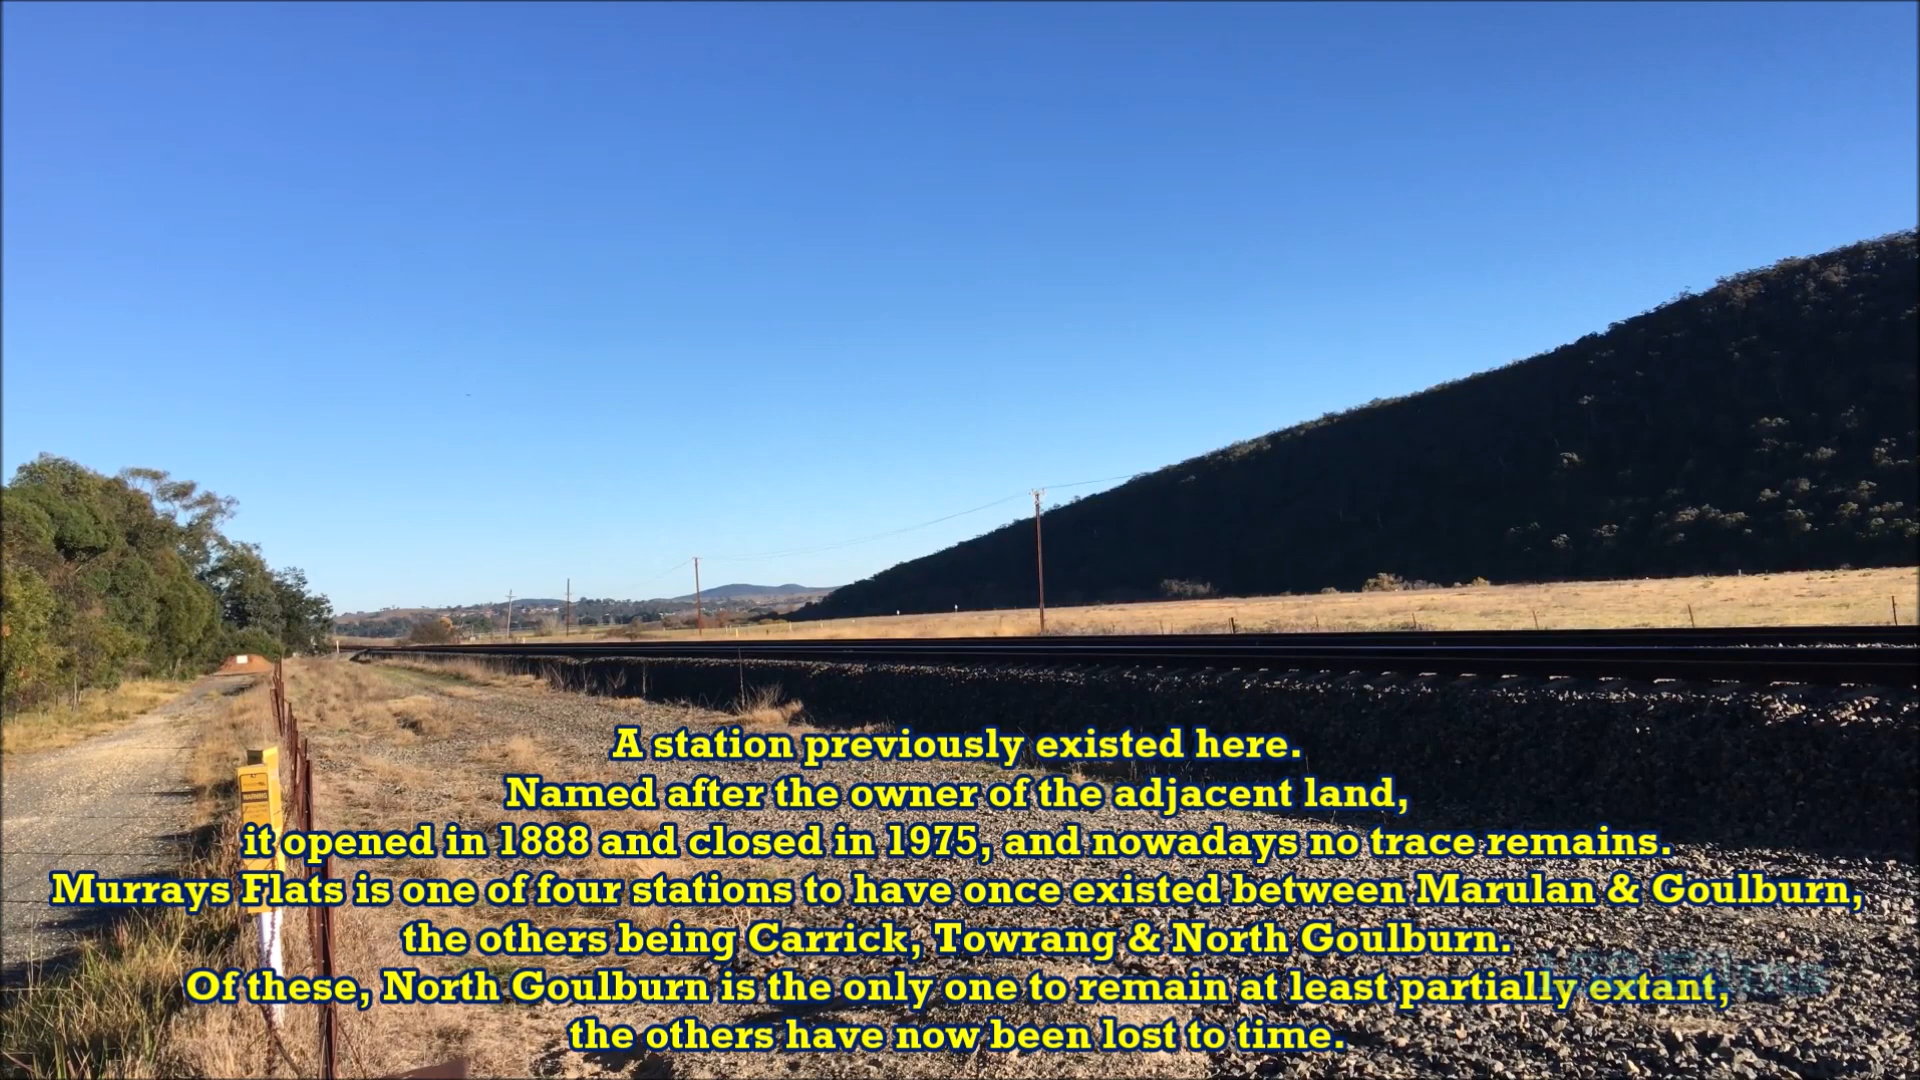 A station previously existed here.
Named after the owner of the adjacent land,
it opened in 1888 and closed in 1975, and nowadays no trace remains.
Murrays Flats is one of four stations to have once existed between Marulan & Goulburn,
the others being Carrick, Towrang & North Goulburn.
Of these, North Goulburn is the only one to remain at least partially extant,
the others have now been lost to time.